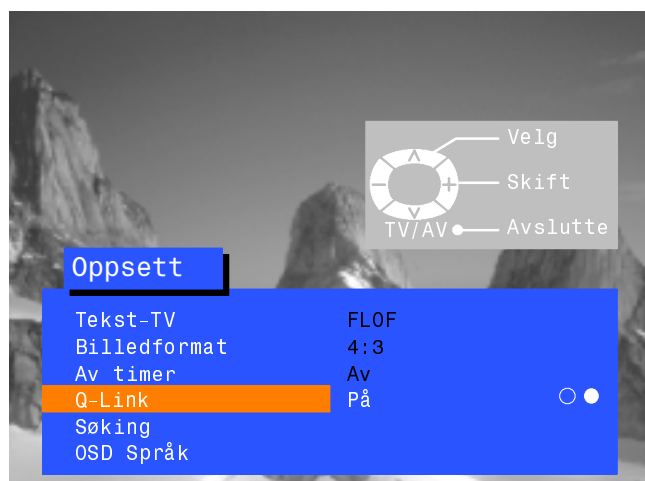 Velg
Skift
TV/AV Avslutte
Oppsett
Tekst-TV FLOF
Billedformat 4:3
Av timer Av
Q-Link På
Søking
OSD Språk